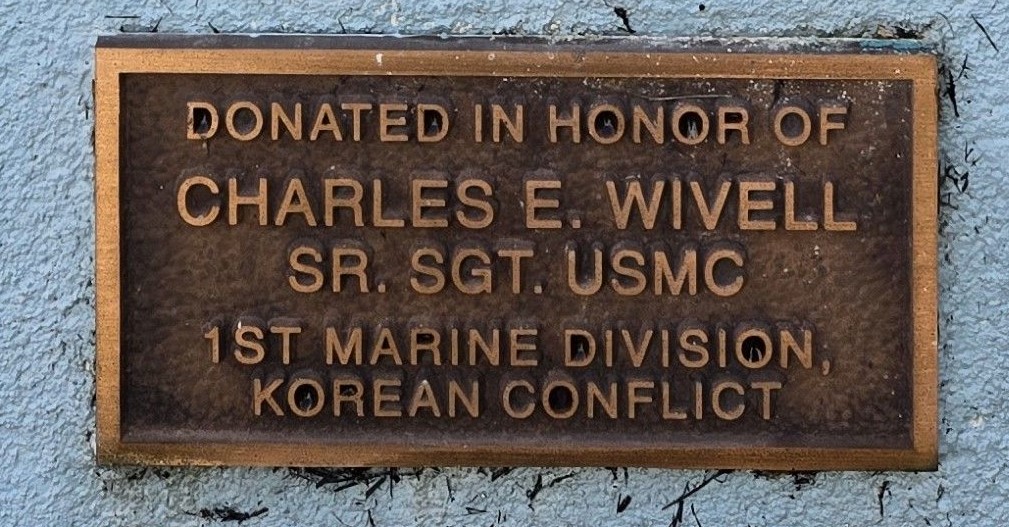 DONATED IN HONOR OF
CHARLES E. WIVELL
SR. SGT. USMC
1ST MARINE DIVISION,
KOREAN CONFLICT